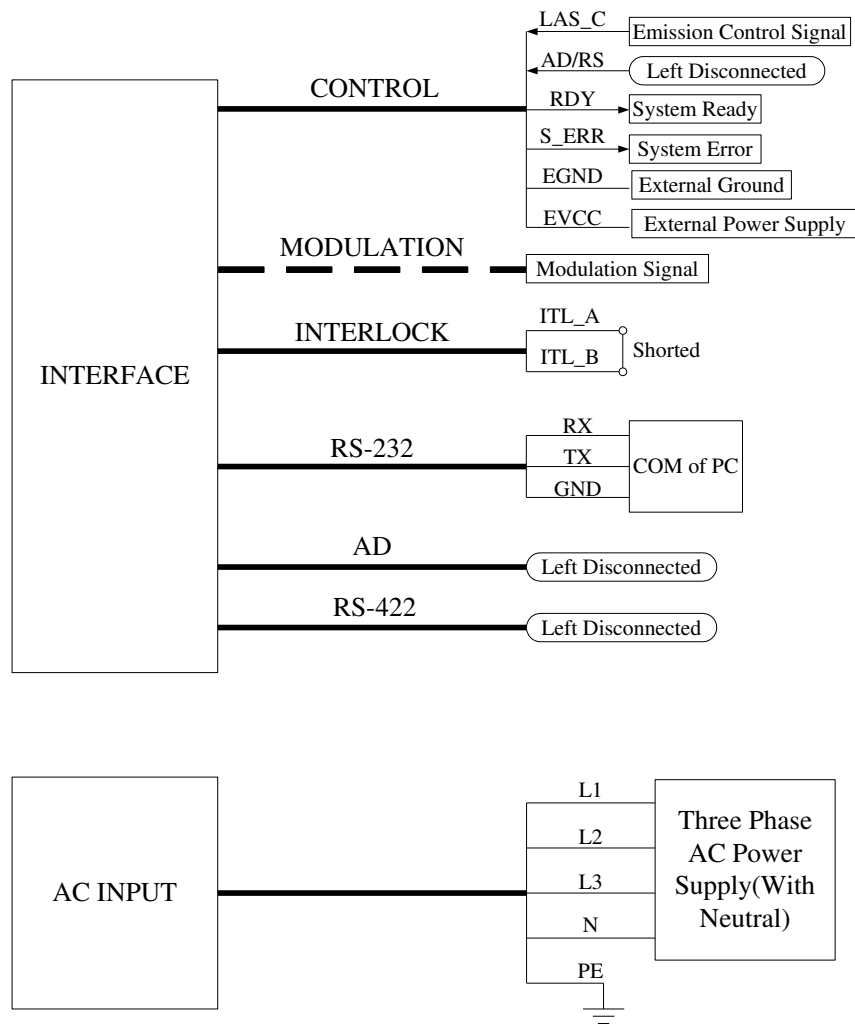 LAS_C
Emission Control Signal
AD/RS
Left Disconnected
CONTROL
RDY
System Ready
S_ERR
System Error
EGND
External Ground
EVCC
External Power Supply
MODULATION
Modulation Signal
INTERLOCK
ITL_A
ITL_B
Shorted
INTERFACE
RS-232
RX
TX
GND
COM of PC
AD
Left Disconnected
RS-422
Left Disconnected
AC INPUT
L1
L2
L3
N
PE
Three Phase
AC Power
Supply(With
Neutral)